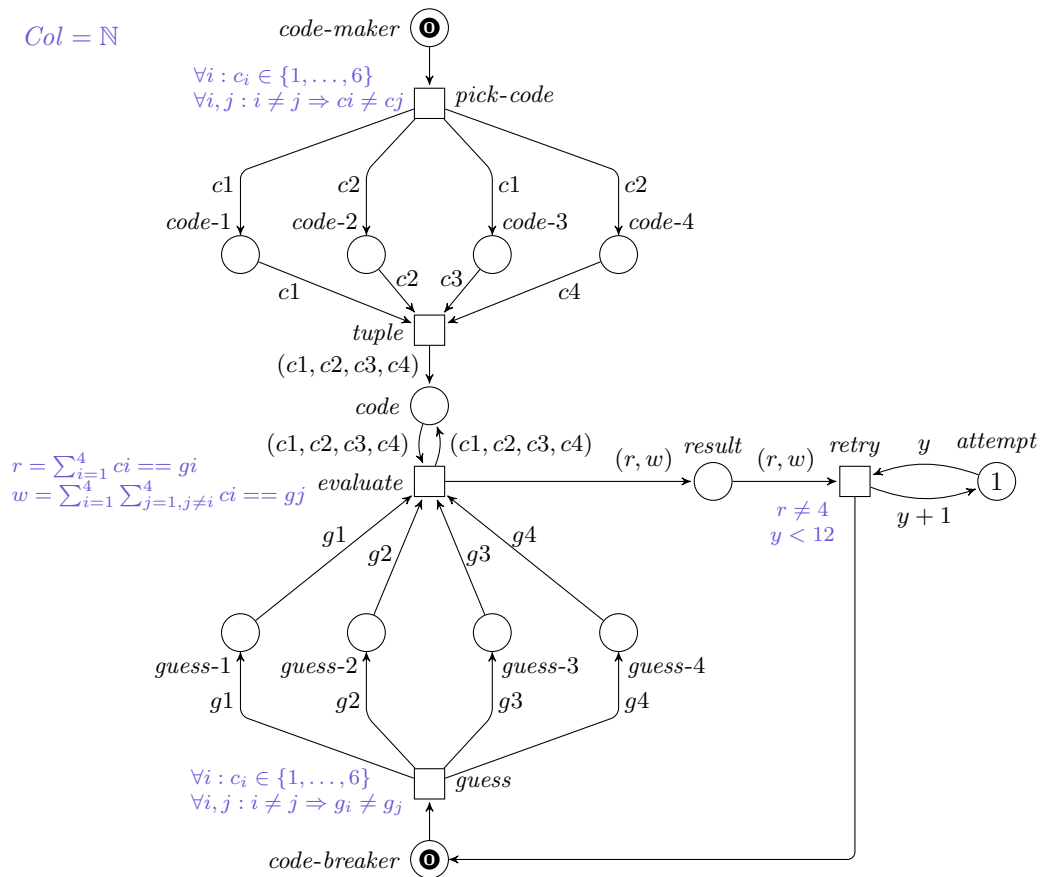 Col = ℕ
code-maker
0
∀i : c_i ∈ {1, . . . , 6}
∀i, j : i ≠ j ⇒ ci ≠ cj
pick-code
c1
c2
c1
c2
code-1
code-2
code-3
code-4
c1
c2
c3
c4
tuple
(c1, c2, c3, c4)
code
(c1, c2, c3, c4)
(c1, c2, c3, c4)
r = ∑_{i=1}^{4} ci == gi
w = ∑_{i=1}^{4} ∑_{j=1,j≠i}^{4} ci == gj
evaluate
(r, w)
result
(r, w)
retry
y
attempt
1
r ≠ 4
y < 12
y + 1
g1
g2
g3
g4
guess-1
guess-2
guess-3
guess-4
g1
g2
g3
g4
∀i : c_i ∈ {1, . . . , 6}
∀i, j : i ≠ j ⇒ g_i ≠ g_j
guess
code-breaker
0